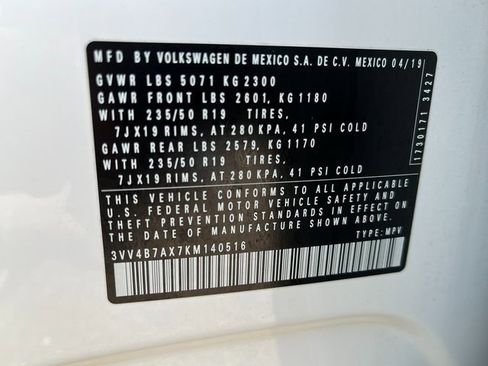 MFD BY VOLKSWAGEN DE MEXICO S.A. DE C.V. MEXICO 04/19
GVWR LBS 5071 KG 2300
GAWR FRONT LBS 2601, KG 1180
WITH 235/50 R19 TIRES,
7JX19 RIMS, AT 280 KPA, 41 PSI COLD
GAWR REAR LBS 2579, KG 1170
WITH 235/50 R19 TIRES,
7JX19 RIMS, AT 280 KPA, 41 PSI COLD
THIS VEHICLE CONFORMS TO ALL APPLICABLE
U.S. FEDERAL MOTOR VEHICLE SAFETY AND
THEFT PREVENTION STANDARDS IN EFFECT ON THE
DATE OF MANUFACTURE SHOWN ABOVE.
3VV4B7AX7KM140516 TYPE: MPV
1730171 3427